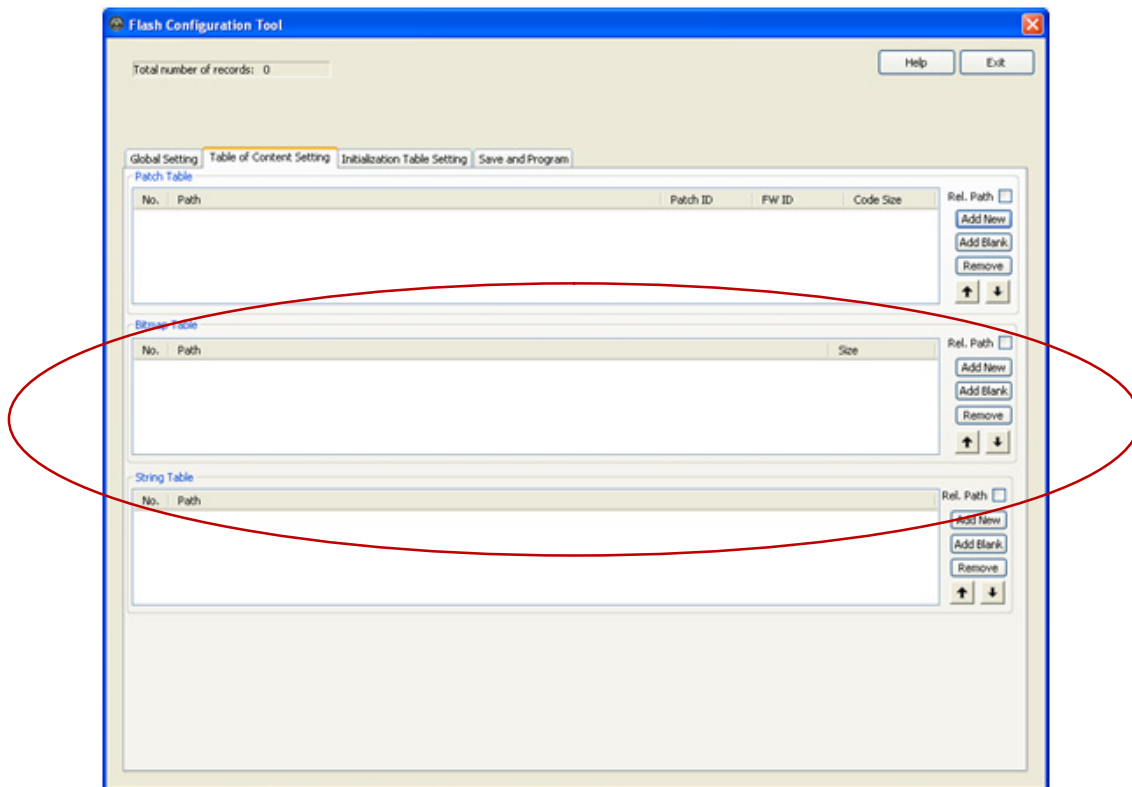 Flash Configuration Tool
Total number of records: 0
Help Exit
Global Setting Table of Content Setting Initialization Table Setting Save and Program
Patch Table
No. Path Patch ID FW ID Code Size
Rel. Path
Add New
Add Blank
Remove
Bitmap Table
No. Path Size
Rel. Path
Add New
Add Blank
Remove
String Table
No. Path
Rel. Path
Add New
Add Blank
Remove